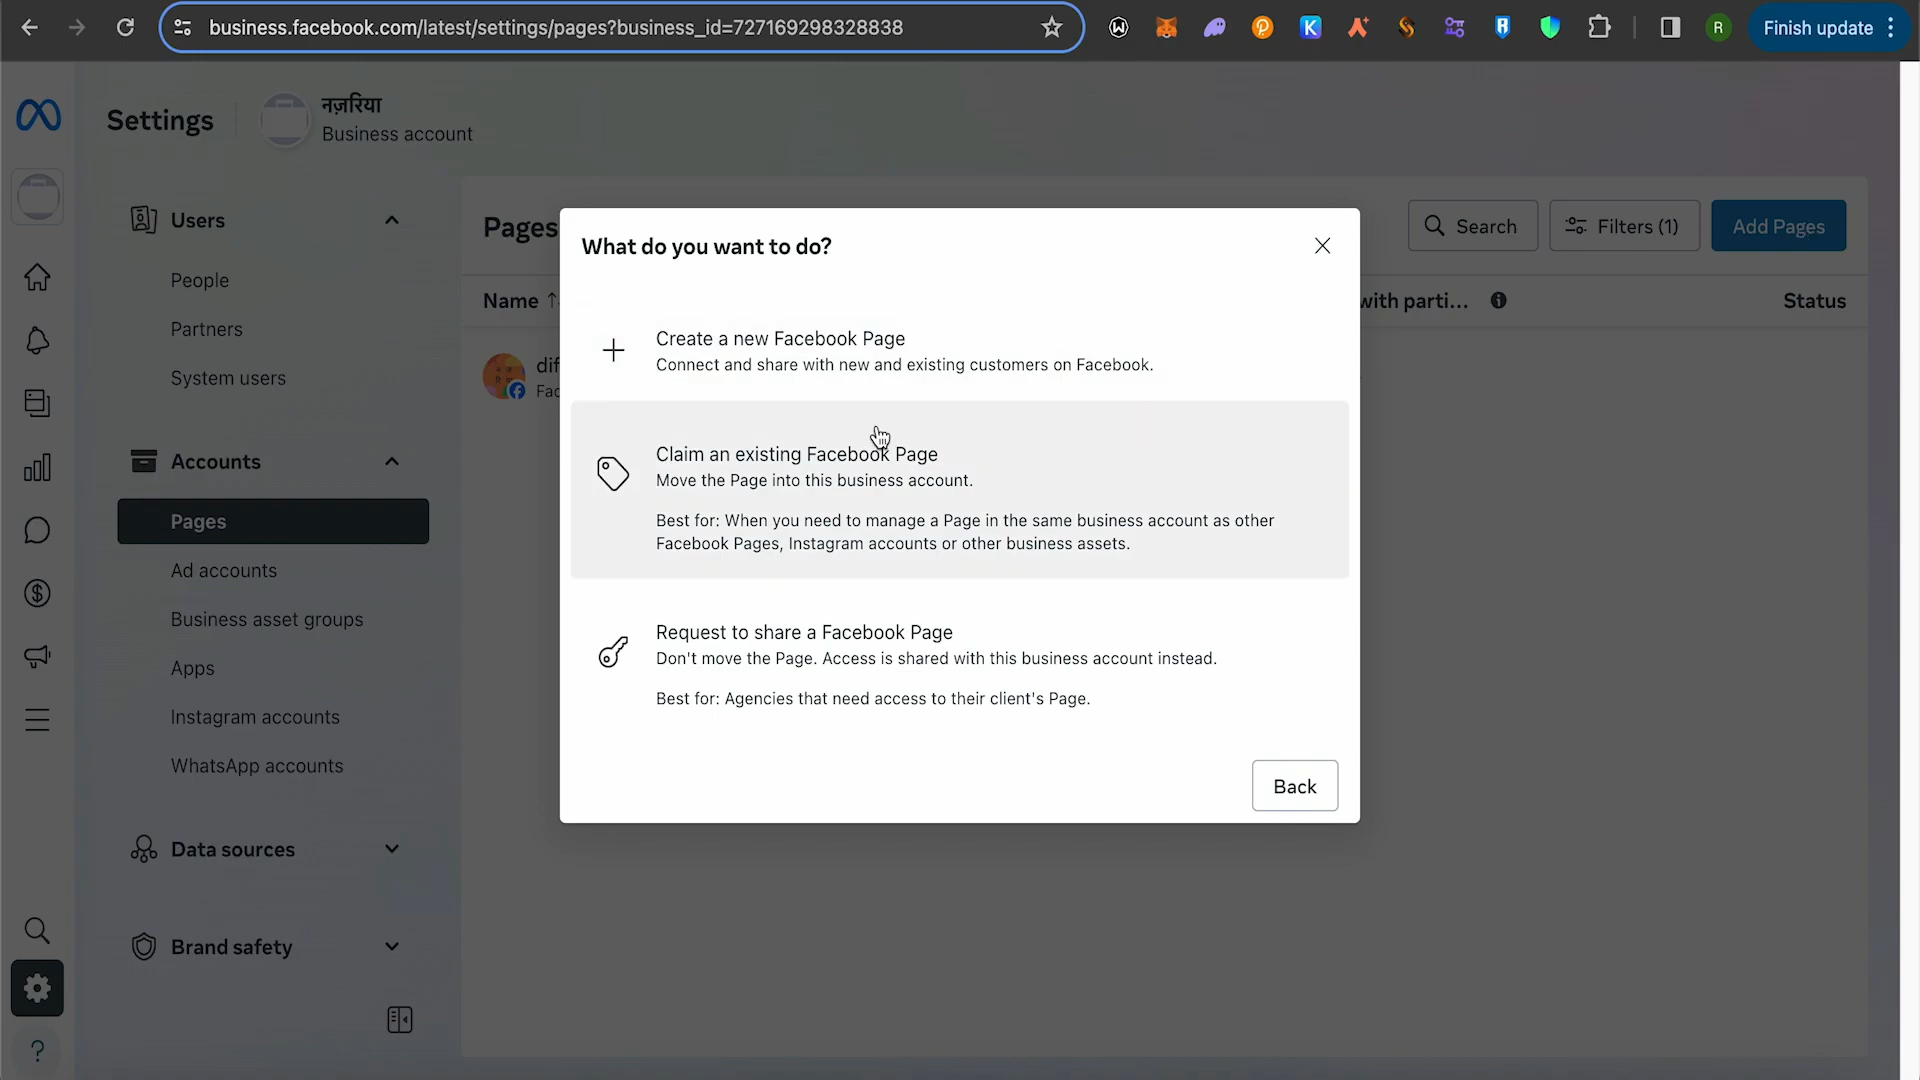 business.facebook.com/latest/settings/pages?business_id=727169298328838
R
Finish update
Settings
नज़रिया
Business account
Users
People
Partners
System users
Accounts
Pages
Ad accounts
Business asset groups
Apps
Instagram accounts
WhatsApp accounts
Data sources
Brand safety
Pages
Search
Filters (1)
Add Pages
Name
with parti...
Status
What do you want to do?
Create a new Facebook Page
Connect and share with new and existing customers on Facebook.
Claim an existing Facebook Page
Move the Page into this business account.
Best for: When you need to manage a Page in the same business account as other
Facebook Pages, Instagram accounts or other business assets.
Request to share a Facebook Page
Don't move the Page. Access is shared with this business account instead.
Best for: Agencies that need access to their client's Page.
Back